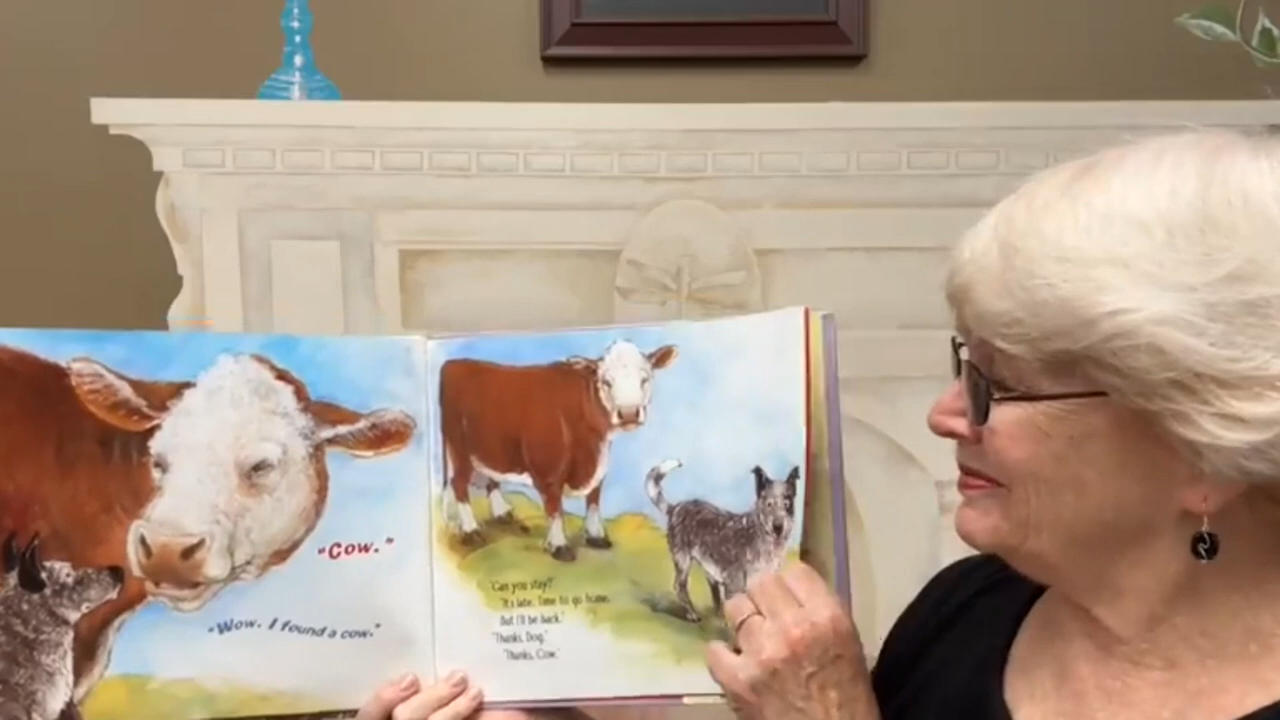 "Cow."
"Wow. I found a cow."
"Can you stay?"
"It's late. Time to go home.
But I'll be back."
"Thanks, Dog."
"Thanks, Cow."